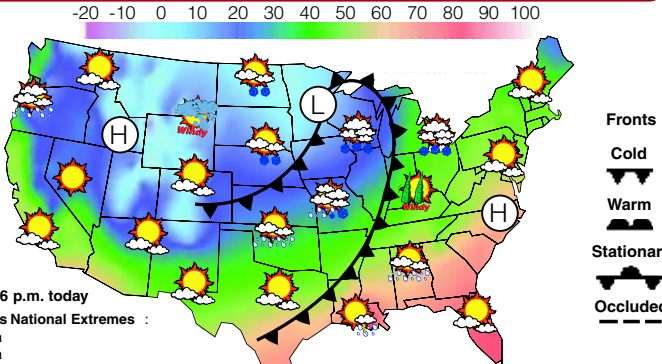 -20 -10 0 10 20 30 40 50 60 70 80 90 100
L
H
Windy
Windy
H
Fronts
Cold
Warm
Stationar
Occluded
6 p.m. today
s National Extremes :